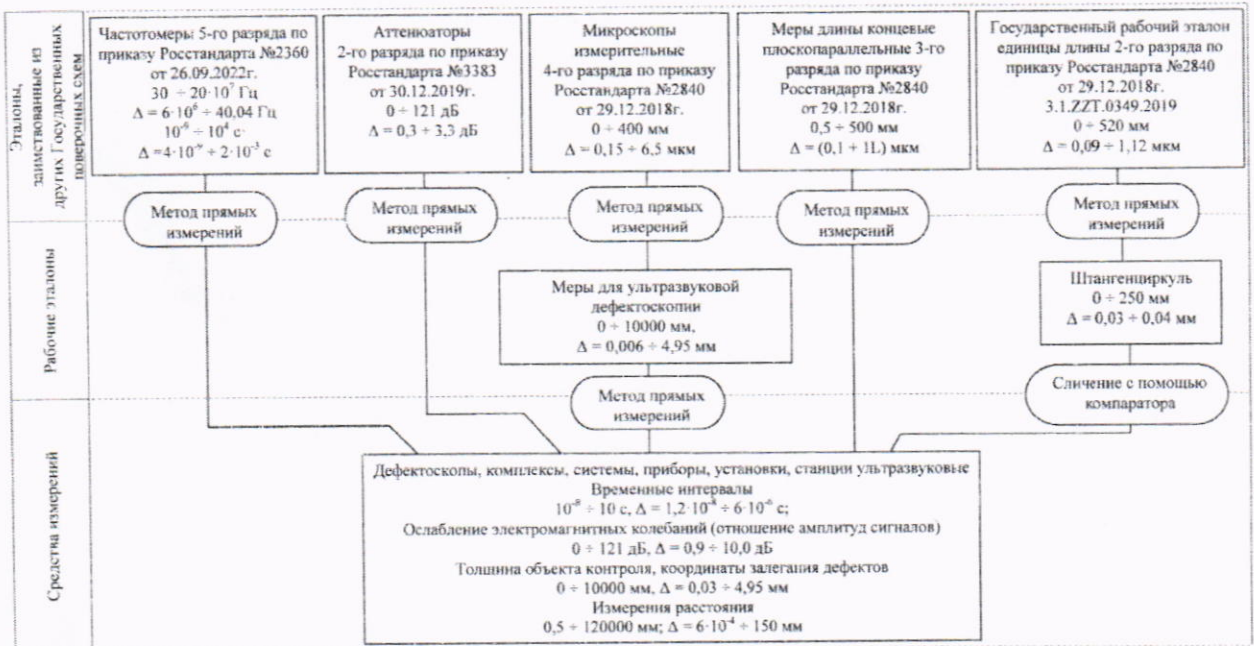 Эталоны,
заимствованные из
других Государственных
поверочных схем
Частотомеры 5-го разряда по
приказу Росстандарта №2360
от 26.09.2022г.
30 ÷ 20·10⁷ Гц
Δ = 6·10⁶ ÷ 40,04 Гц
10⁻⁹ ÷ 10⁴ с·
Δ =4·10⁻⁹ ÷ 2·10⁻³ с
Аттенюаторы
2-го разряда по приказу
Росстандарта №3383
от 30.12.2019г.
0 ÷ 121 дБ
Δ = 0,3 ÷ 3,3 дБ
Микроскопы
измерительные
4-го разряда по приказу
Росстандарта №2840
от 29.12.2018г.
0 ÷ 400 мм
Δ = 0,15 ÷ 6,5 мкм
Меры длины концевые
плоскопараллельные 3-го
разряда по приказу
Росстандарта №2840
от 29.12.2018г.
0,5 ÷ 500 мм
Δ = (0,1 + 1L) мкм
Государственный рабочий эталон
единицы длины 2-го разряда по
приказу Росстандарта №2840
от 29.12.2018г.
3.1.ZZT.0349.2019
0 ÷ 520 мм
Δ = 0,09 ÷ 1,12 мкм
Метод прямых
измерений
Метод прямых
измерений
Метод прямых
измерений
Метод прямых
измерений
Метод прямых
измерений
Рабочие эталоны
Меры для ультразвуковой
дефектоскопии
0 ÷ 10000 мм,
Δ = 0,006 ÷ 4,95 мм
Штангенциркуль
0 ÷ 250 мм
Δ = 0,03 ÷ 0,04 мм
Метод прямых
измерений
Сличение с помощью
компаратора
Средства измерений
Дефектоскопы, комплексы, системы, приборы, установки, станции ультразвуковые
Временные интервалы
10⁻⁸ ÷ 10 с, Δ = 1,2·10⁻⁸ ÷ 6·10⁻⁶ с;
Ослабление электромагнитных колебаний (отношение амплитуд сигналов)
0 ÷ 121 дБ, Δ = 0,9 ÷ 10,0 дБ
Толщина объекта контроля, координаты залегания дефектов
0 ÷ 10000 мм, Δ = 0,03 ÷ 4,95 мм
Измерения расстояния
0,5 ÷ 120000 мм; Δ = 6·10⁻⁴ ÷ 150 мм